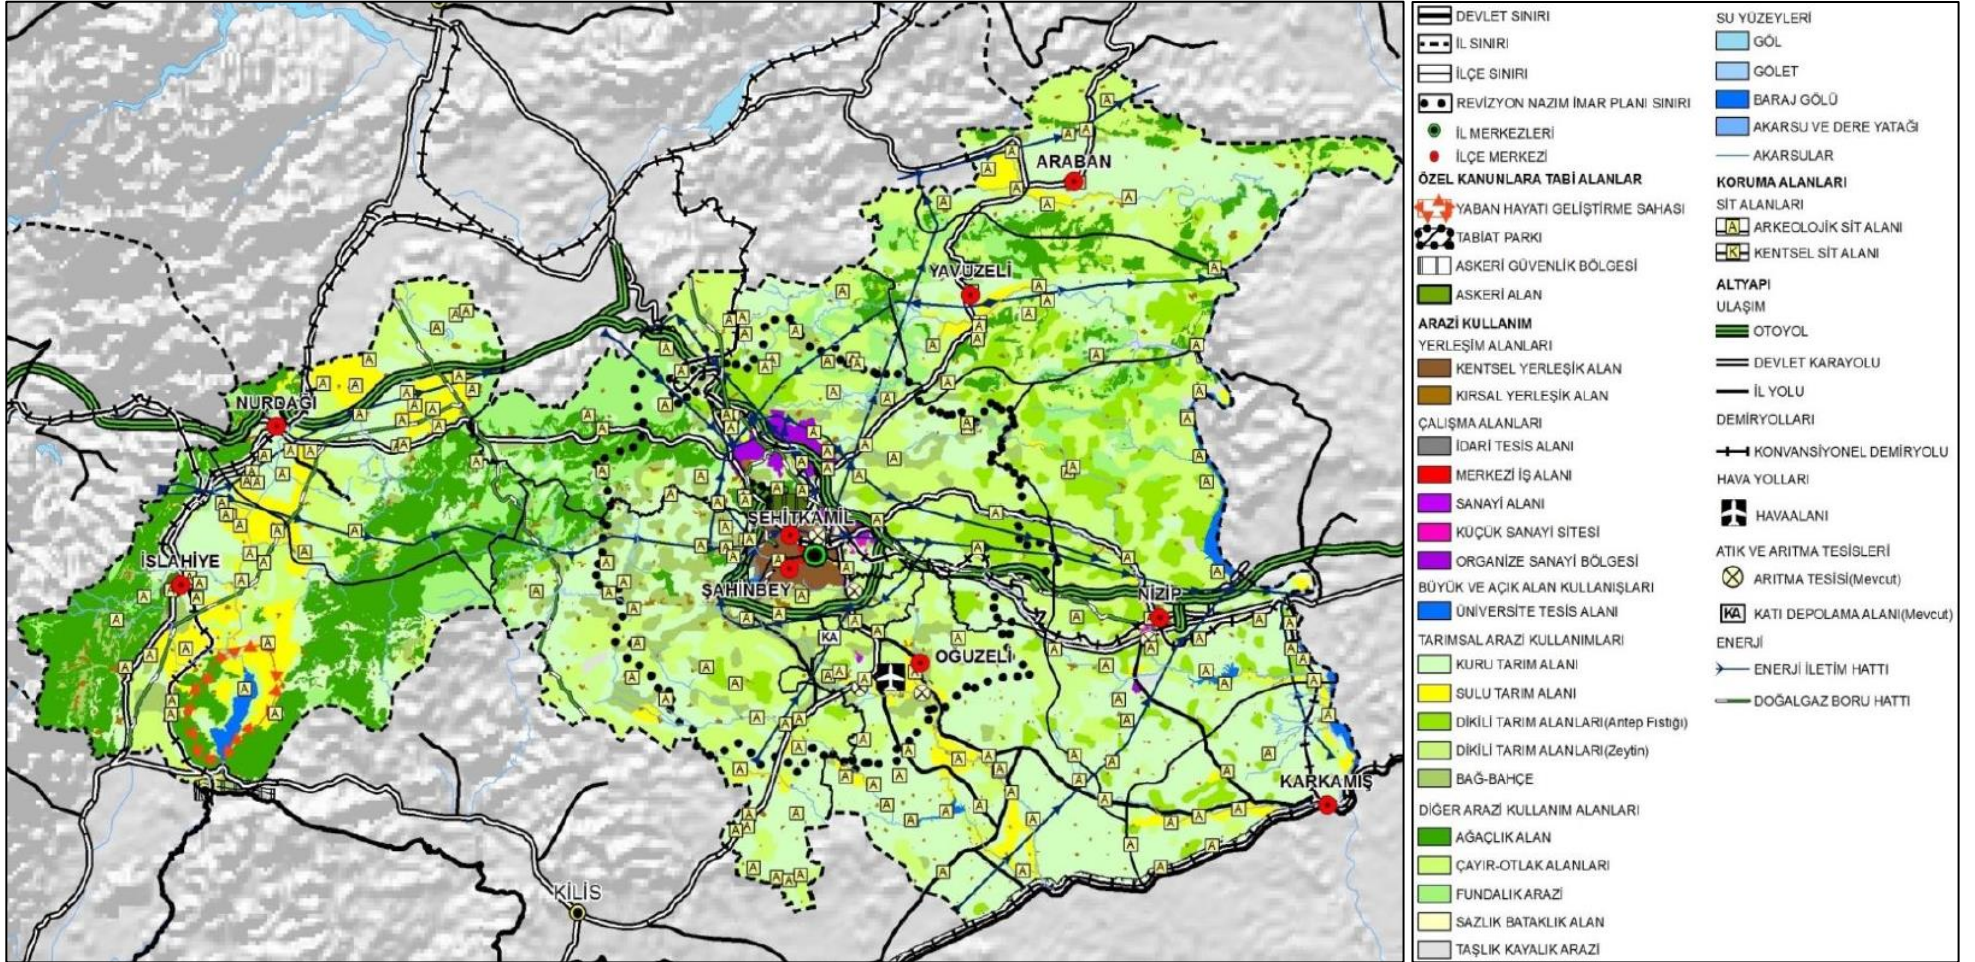 ARABAN
YAVUZELİ
NURDAĞI
ŞEHİTKAMİL
İSLAHİYE
ŞAHİNBEY
NİZİP
KA
OĞUZELİ
KARKAMIŞ
KİLİS
DEVLET SINIRI
İL SINIRI
İLÇE SINIRI
REVİZYON NAZIM İMAR PLANI SINIRI
İL MERKEZLERİ
İLÇE MERKEZİ
ÖZEL KANUNLARA TABİ ALANLAR
YABAN HAYATI GELİŞTİRME SAHASI
TABİAT PARKI
ASKERİ GÜVENLİK BÖLGESİ
ASKERİ ALAN
ARAZİ KULLANIM
YERLEŞİM ALANLARI
KENTSEL YERLEŞİK ALAN
KIRSAL YERLEŞİK ALAN
ÇALIŞMA ALANLARI
İDARİ TESİS ALANI
MERKEZİ İŞ ALANI
SANAYİ ALANI
KÜÇÜK SANAYİ SİTESİ
ORGANİZE SANAYİ BÖLGESİ
BÜYÜK VE AÇIK ALAN KULLANIŞLARI
ÜNİVERSİTE TESİS ALANI
TARIMSAL ARAZİ KULLANIMLARI
KURU TARIM ALANI
SULU TARIM ALANI
DİKİLİ TARIM ALANLARI(Antep Fıstığı)
DİKİLİ TARIM ALANLARI(Zeytin)
BAĞ-BAHÇE
DİĞER ARAZİ KULLANIM ALANLARI
AĞAÇLIK ALAN
ÇAYIR-OTLAK ALANLARI
FUNDALIK ARAZİ
SAZLIK BATAKLIK ALAN
TAŞLIK KAYALIK ARAZİ
SU YÜZEYLERİ
GÖL
GÖLET
BARAJ GÖLÜ
AKARSU VE DERE YATAĞI
AKARSULAR
KORUMA ALANLARI
SİT ALANLARI
A ARKEOLOJİK SİT ALANI
K KENTSEL SİT ALANI
ALTYAPI
ULAŞIM
OTOYOL
DEVLET KARAYOLU
İL YOLU
DEMİRYOLLARI
KONVANSİYONEL DEMİRYOLU
HAVA YOLLARI
HAVAALANI
ATIK VE ARITMA TESİSLERİ
ARITMA TESİSİ(Mevcut)
KA KATI DEPOLAMA ALANI(Mevcut)
ENERJİ
ENERJİ İLETİM HATTI
DOĞALGAZ BORU HATTI